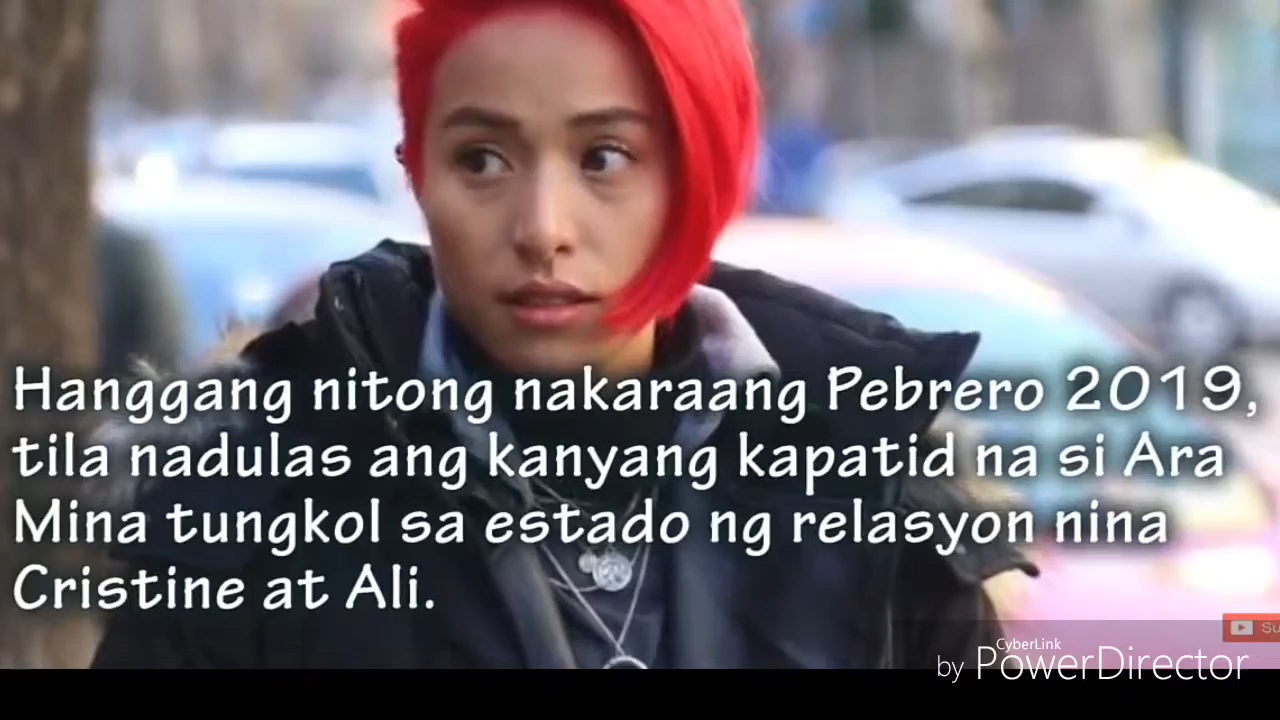 Hanggang nitong nakaraang Pebrero 2019,
tila nadulas ang kanyang kapatid na si Ara
Mina tungkol sa estado ng relasyon nina
Cristine at Ali.
Su
CyberLink
by PowerDirector